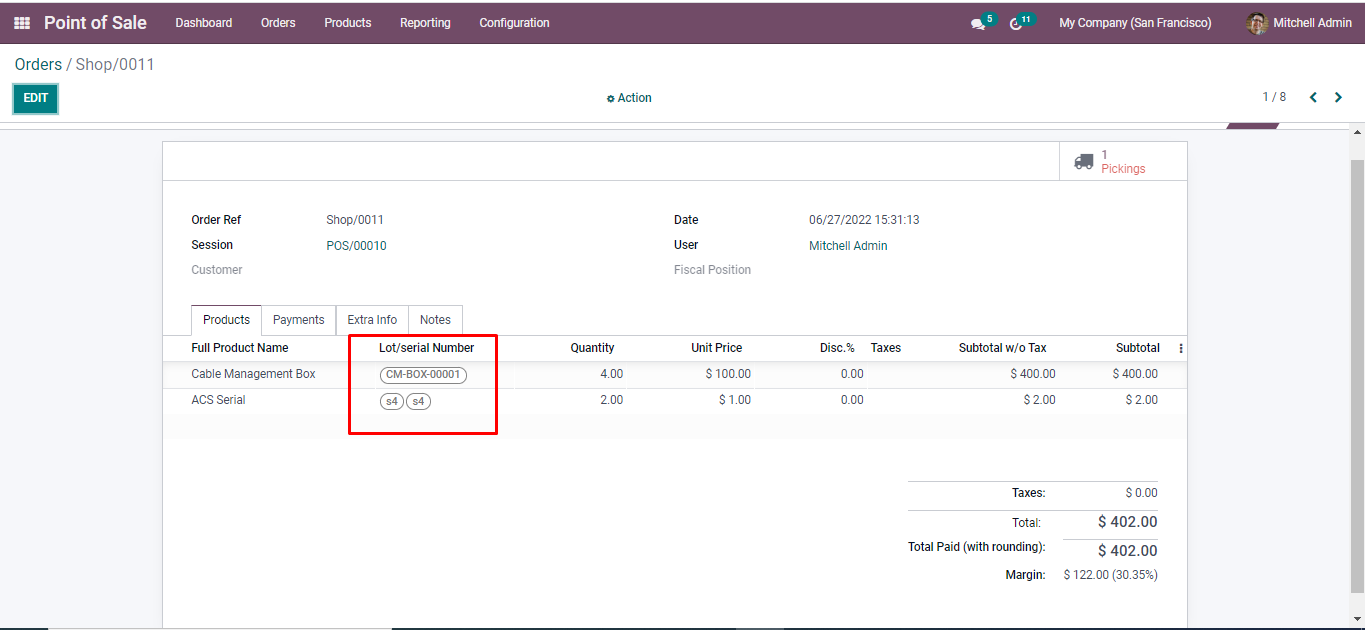 Point of Sale Dashboard Orders Products Reporting Configuration 5 11 My Company (San Francisco) Mitchell Admin
Orders / Shop/0011
EDIT Action 1 / 8
1
Pickings
Order Ref Shop/0011 Date 06/27/2022 15:31:13
Session POS/00010 User Mitchell Admin
Customer Fiscal Position
Products Payments Extra Info Notes
Full Product Name Lot/serial Number Quantity Unit Price Disc.% Taxes Subtotal w/o Tax Subtotal
Cable Management Box CM-BOX-00001 4.00 $ 100.00 0.00 $ 400.00 $ 400.00
ACS Serial s4 s4 2.00 $ 1.00 0.00 $ 2.00 $ 2.00
Taxes: $ 0.00
Total: $ 402.00
Total Paid (with rounding): $ 402.00
Margin: $ 122.00 (30.35%)